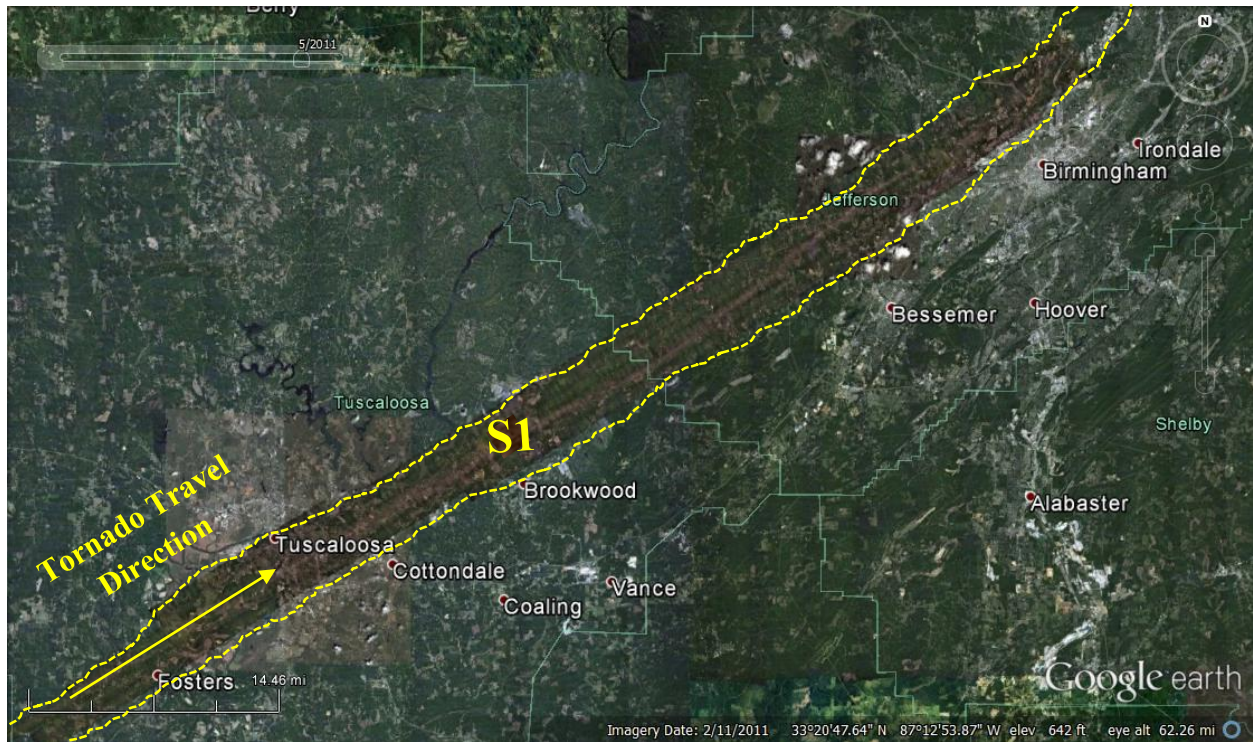 Berry
5/2011
N
Irondale
Birmingham
Jefferson
Bessemer
Hoover
Tuscaloosa
Shelby
S1
Tornado Travel
Direction
Brookwood
Alabaster
Tuscaloosa
Cottondale
Vance
Coaling
Fosters
14.46 mi
Google earth
Imagery Date: 2/11/2011 33°20'47.64" N 87°12'53.87" W elev 642 ft eye alt 62.26 mi